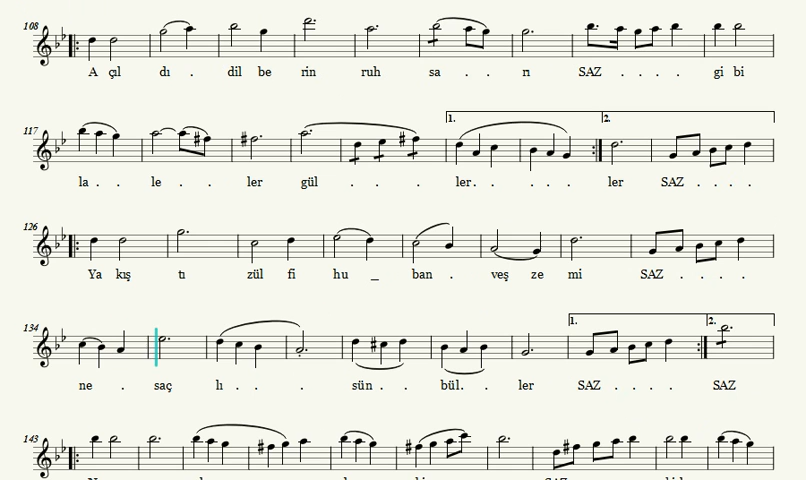 108
A çıl dı . dil be rin ruh sa . . rı SAZ . . . . gi bi
117
1. 2.
la . . le . . ler gül . . . ler . . . . . . ler SAZ . . . .
126
Ya kış tı zül fi hu _ ban . veş ze mi SAZ . . . .
134
1. 2.
ne . saç lı . . . sün . . bül . . ler SAZ . . . . SAZ
143